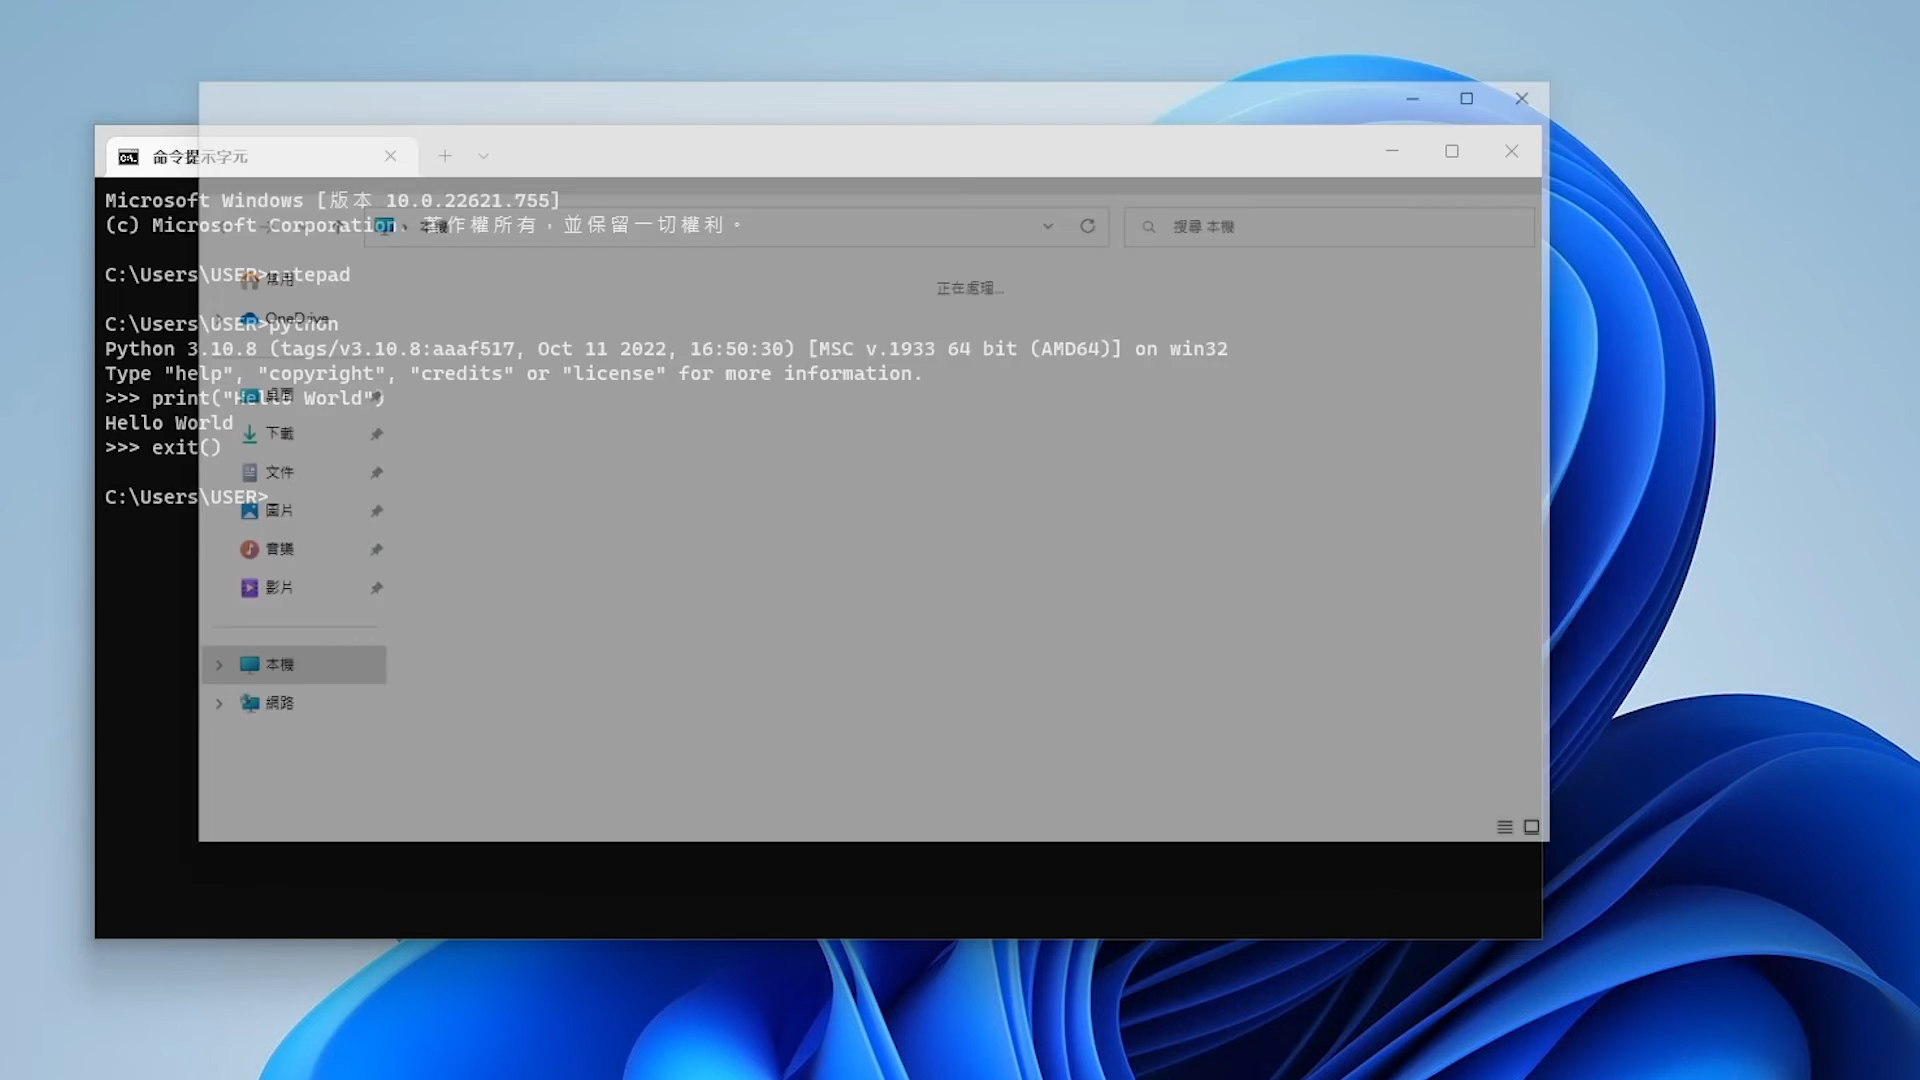 命令提示字元
Microsoft Windows [版本 10.0.22621.755]
(c) Microsoft Corporation。著作權所有，並保留一切權利。
本機
搜尋 本機
C:\Users\USER>notepad
常用
正在處理...
OneDrive
C:\Users\USER>python
Python 3.10.8 (tags/v3.10.8:aaaf517, Oct 11 2022, 16:50:30) [MSC v.1933 64 bit (AMD64)] on win32
Type "help", "copyright", "credits" or "license" for more information.
桌面
>>> print("Hello World")
Hello World
下載
>>> exit()
文件
C:\Users\USER>
圖片
音樂
影片
本機
網路